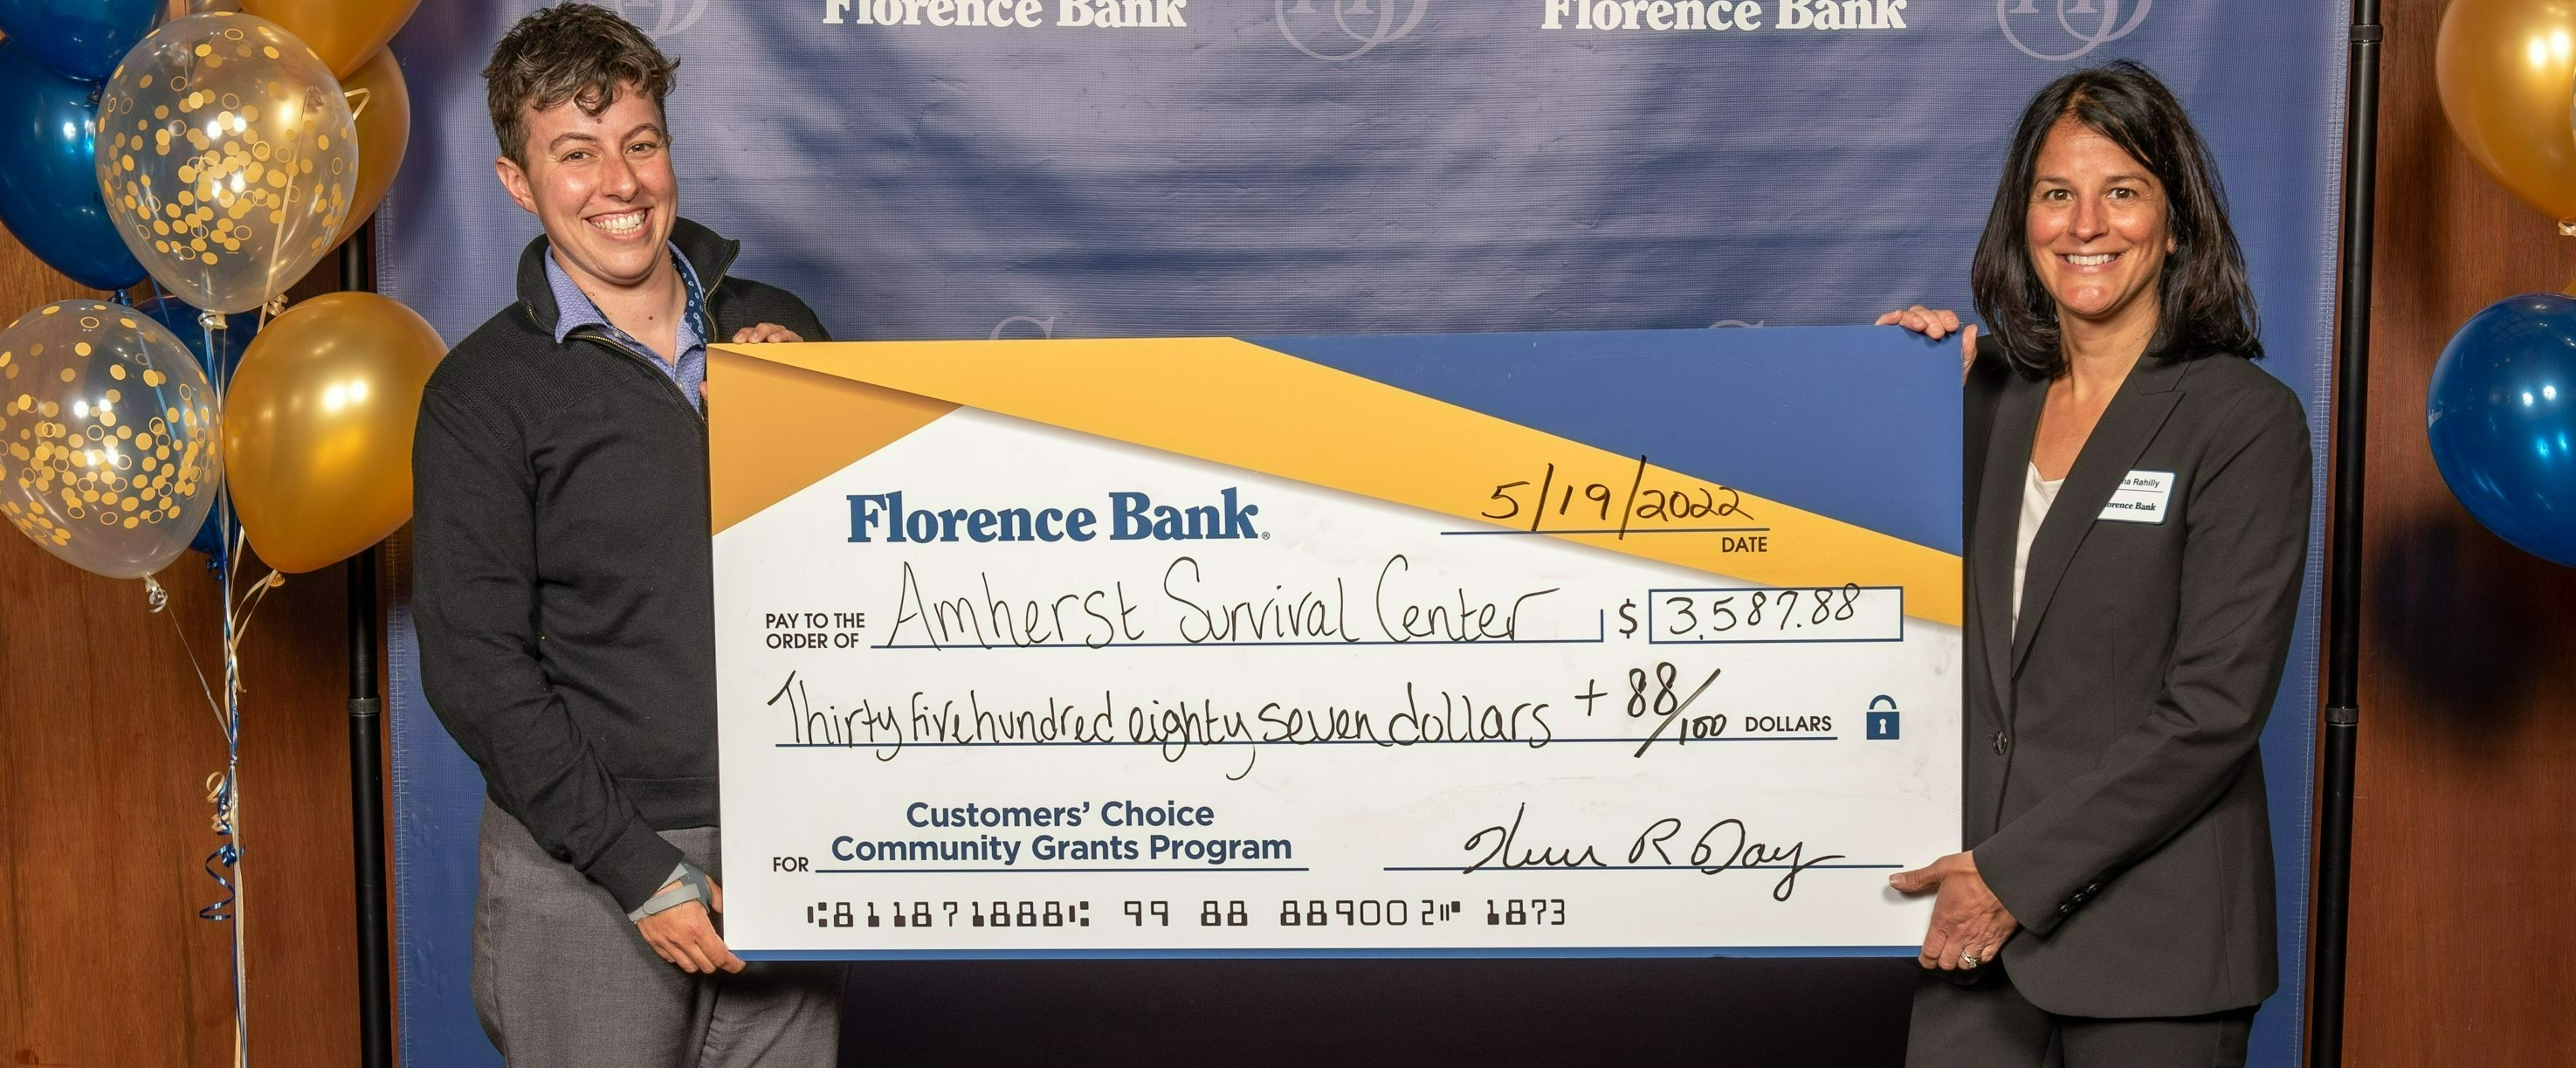 Florence Bank Florence Bank
Florence Bank®
5/19/2022
DATE
PAY TO THE
ORDER OF Amherst Survival Center $ 3,587.88
Thirty five hundred eighty seven dollars + 88/100 DOLLARS
Customers' Choice
FOR Community Grants Program
⑆811871888⑆ 99 88 889002⑈ 1873
Rahilly
Bank